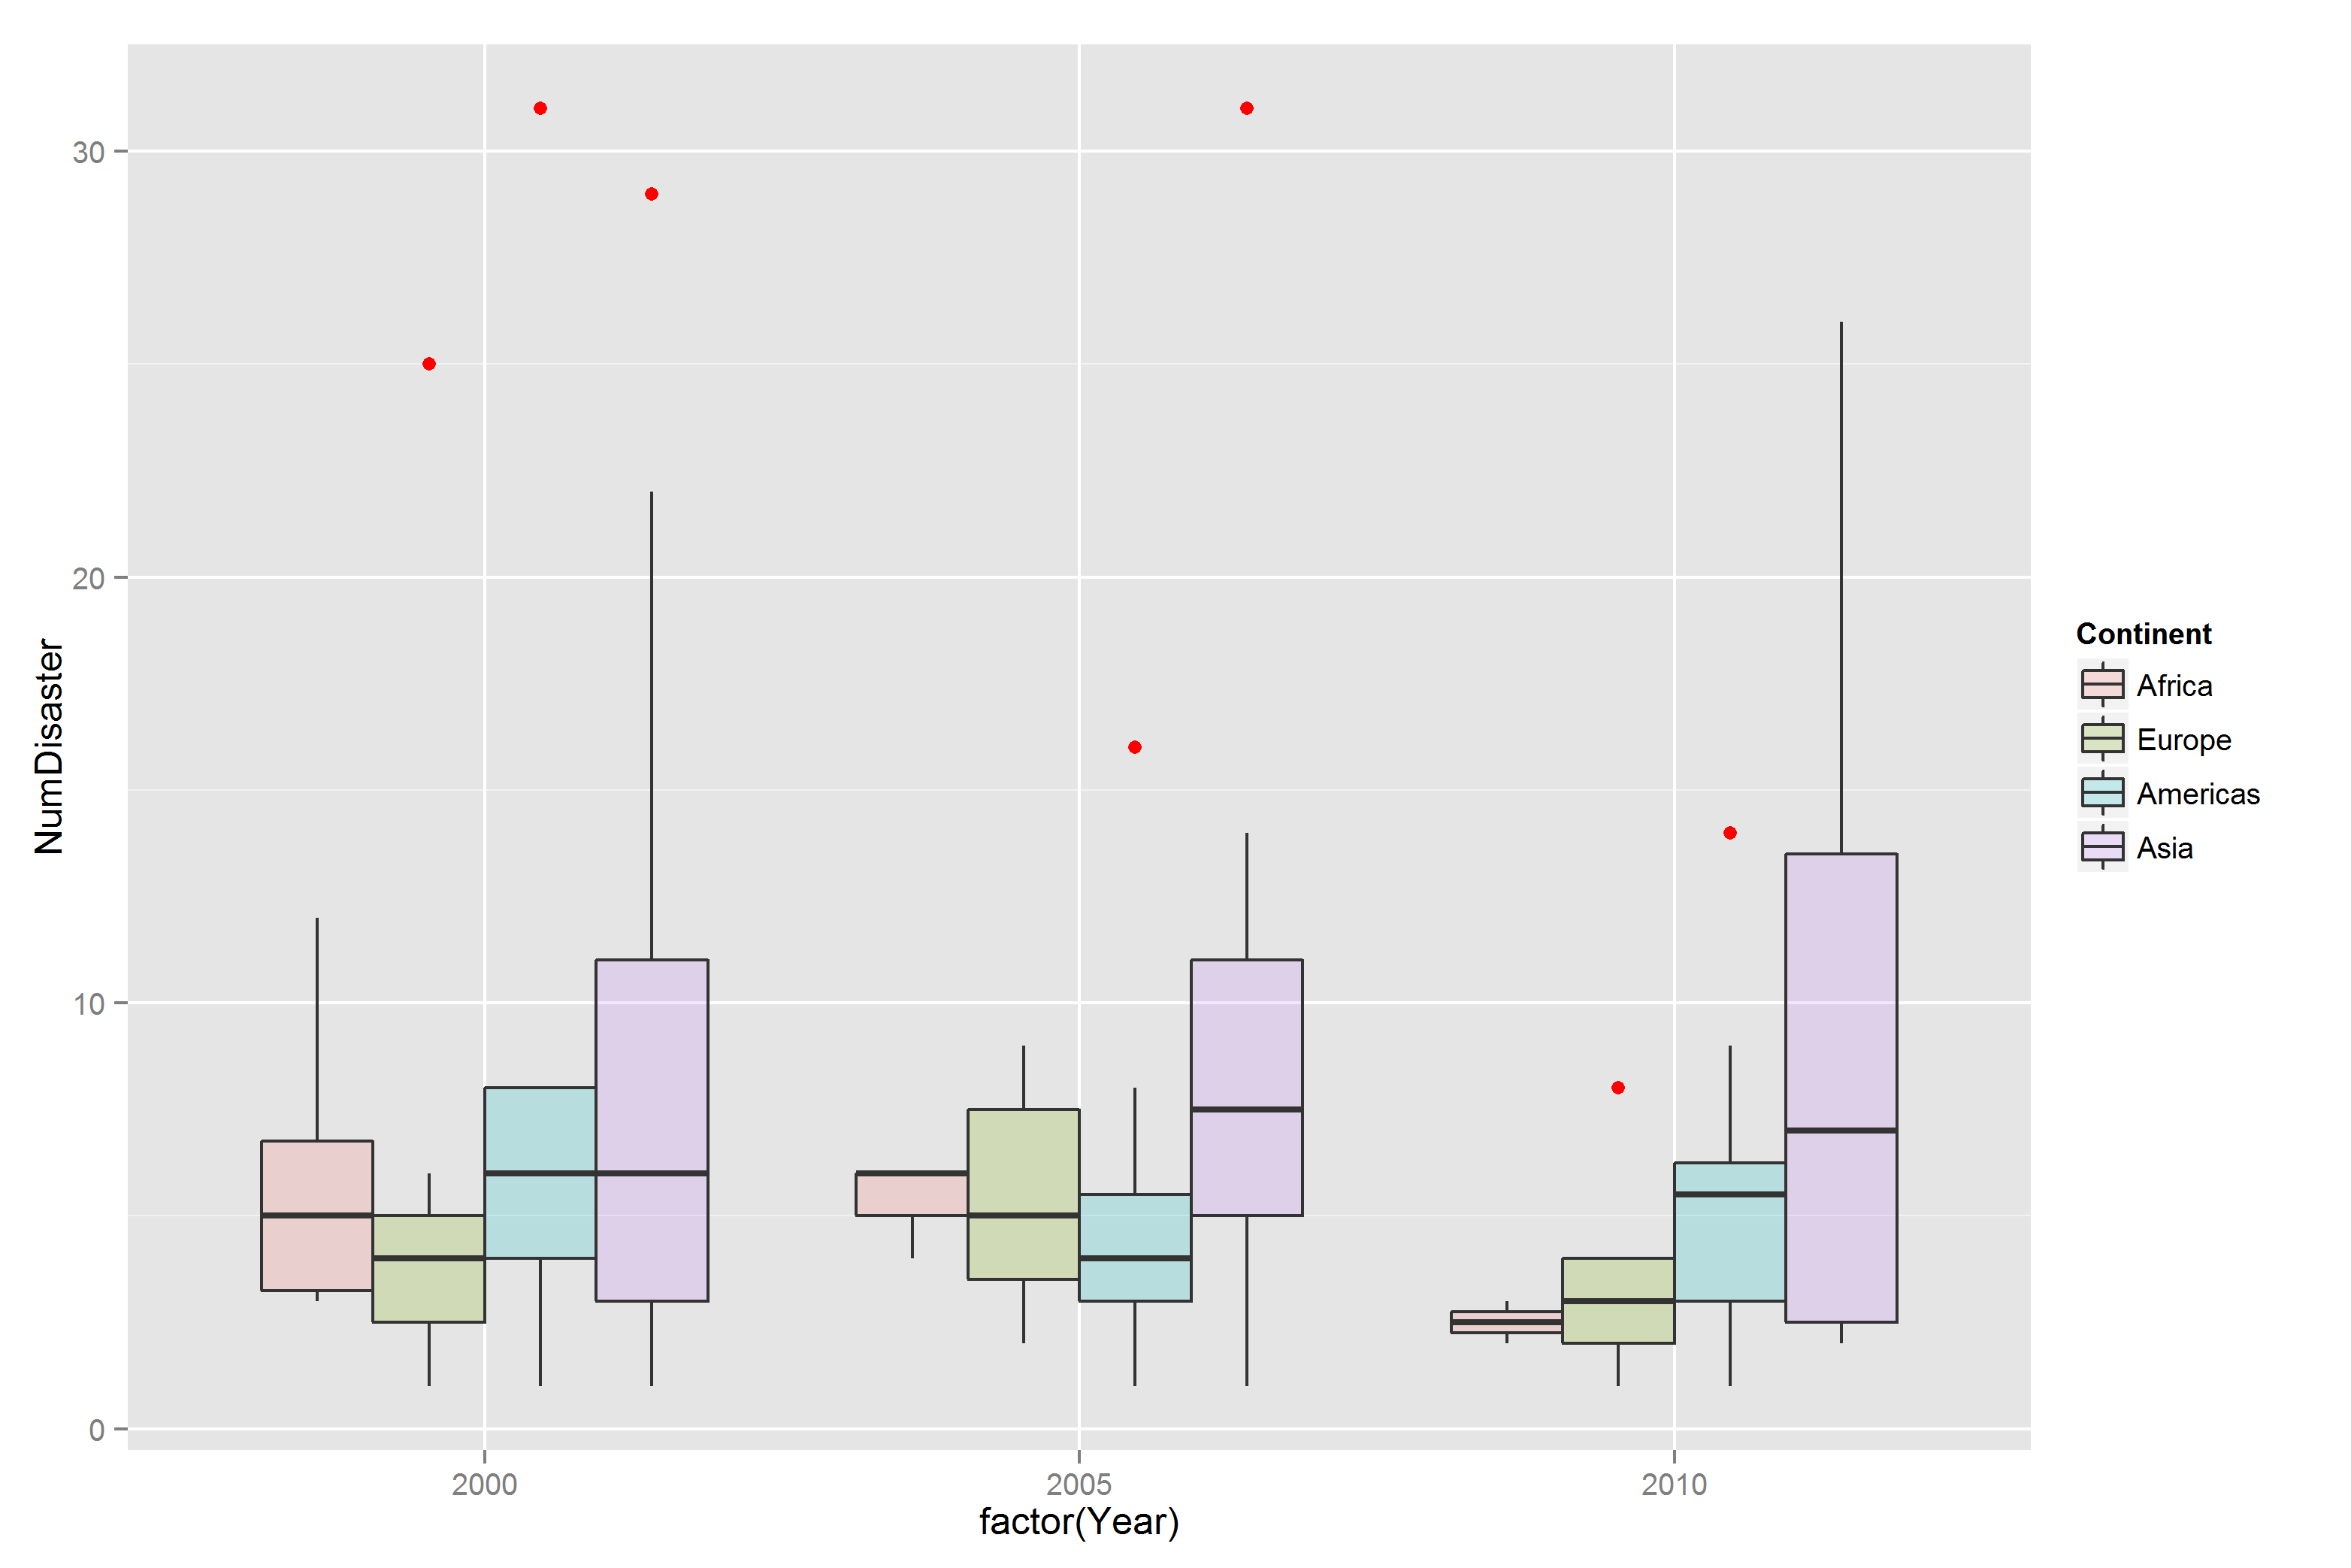 NumDisaster
30
20
10
0
2000 2005 2010
factor(Year)
Continent
Africa
Europe
Americas
Asia